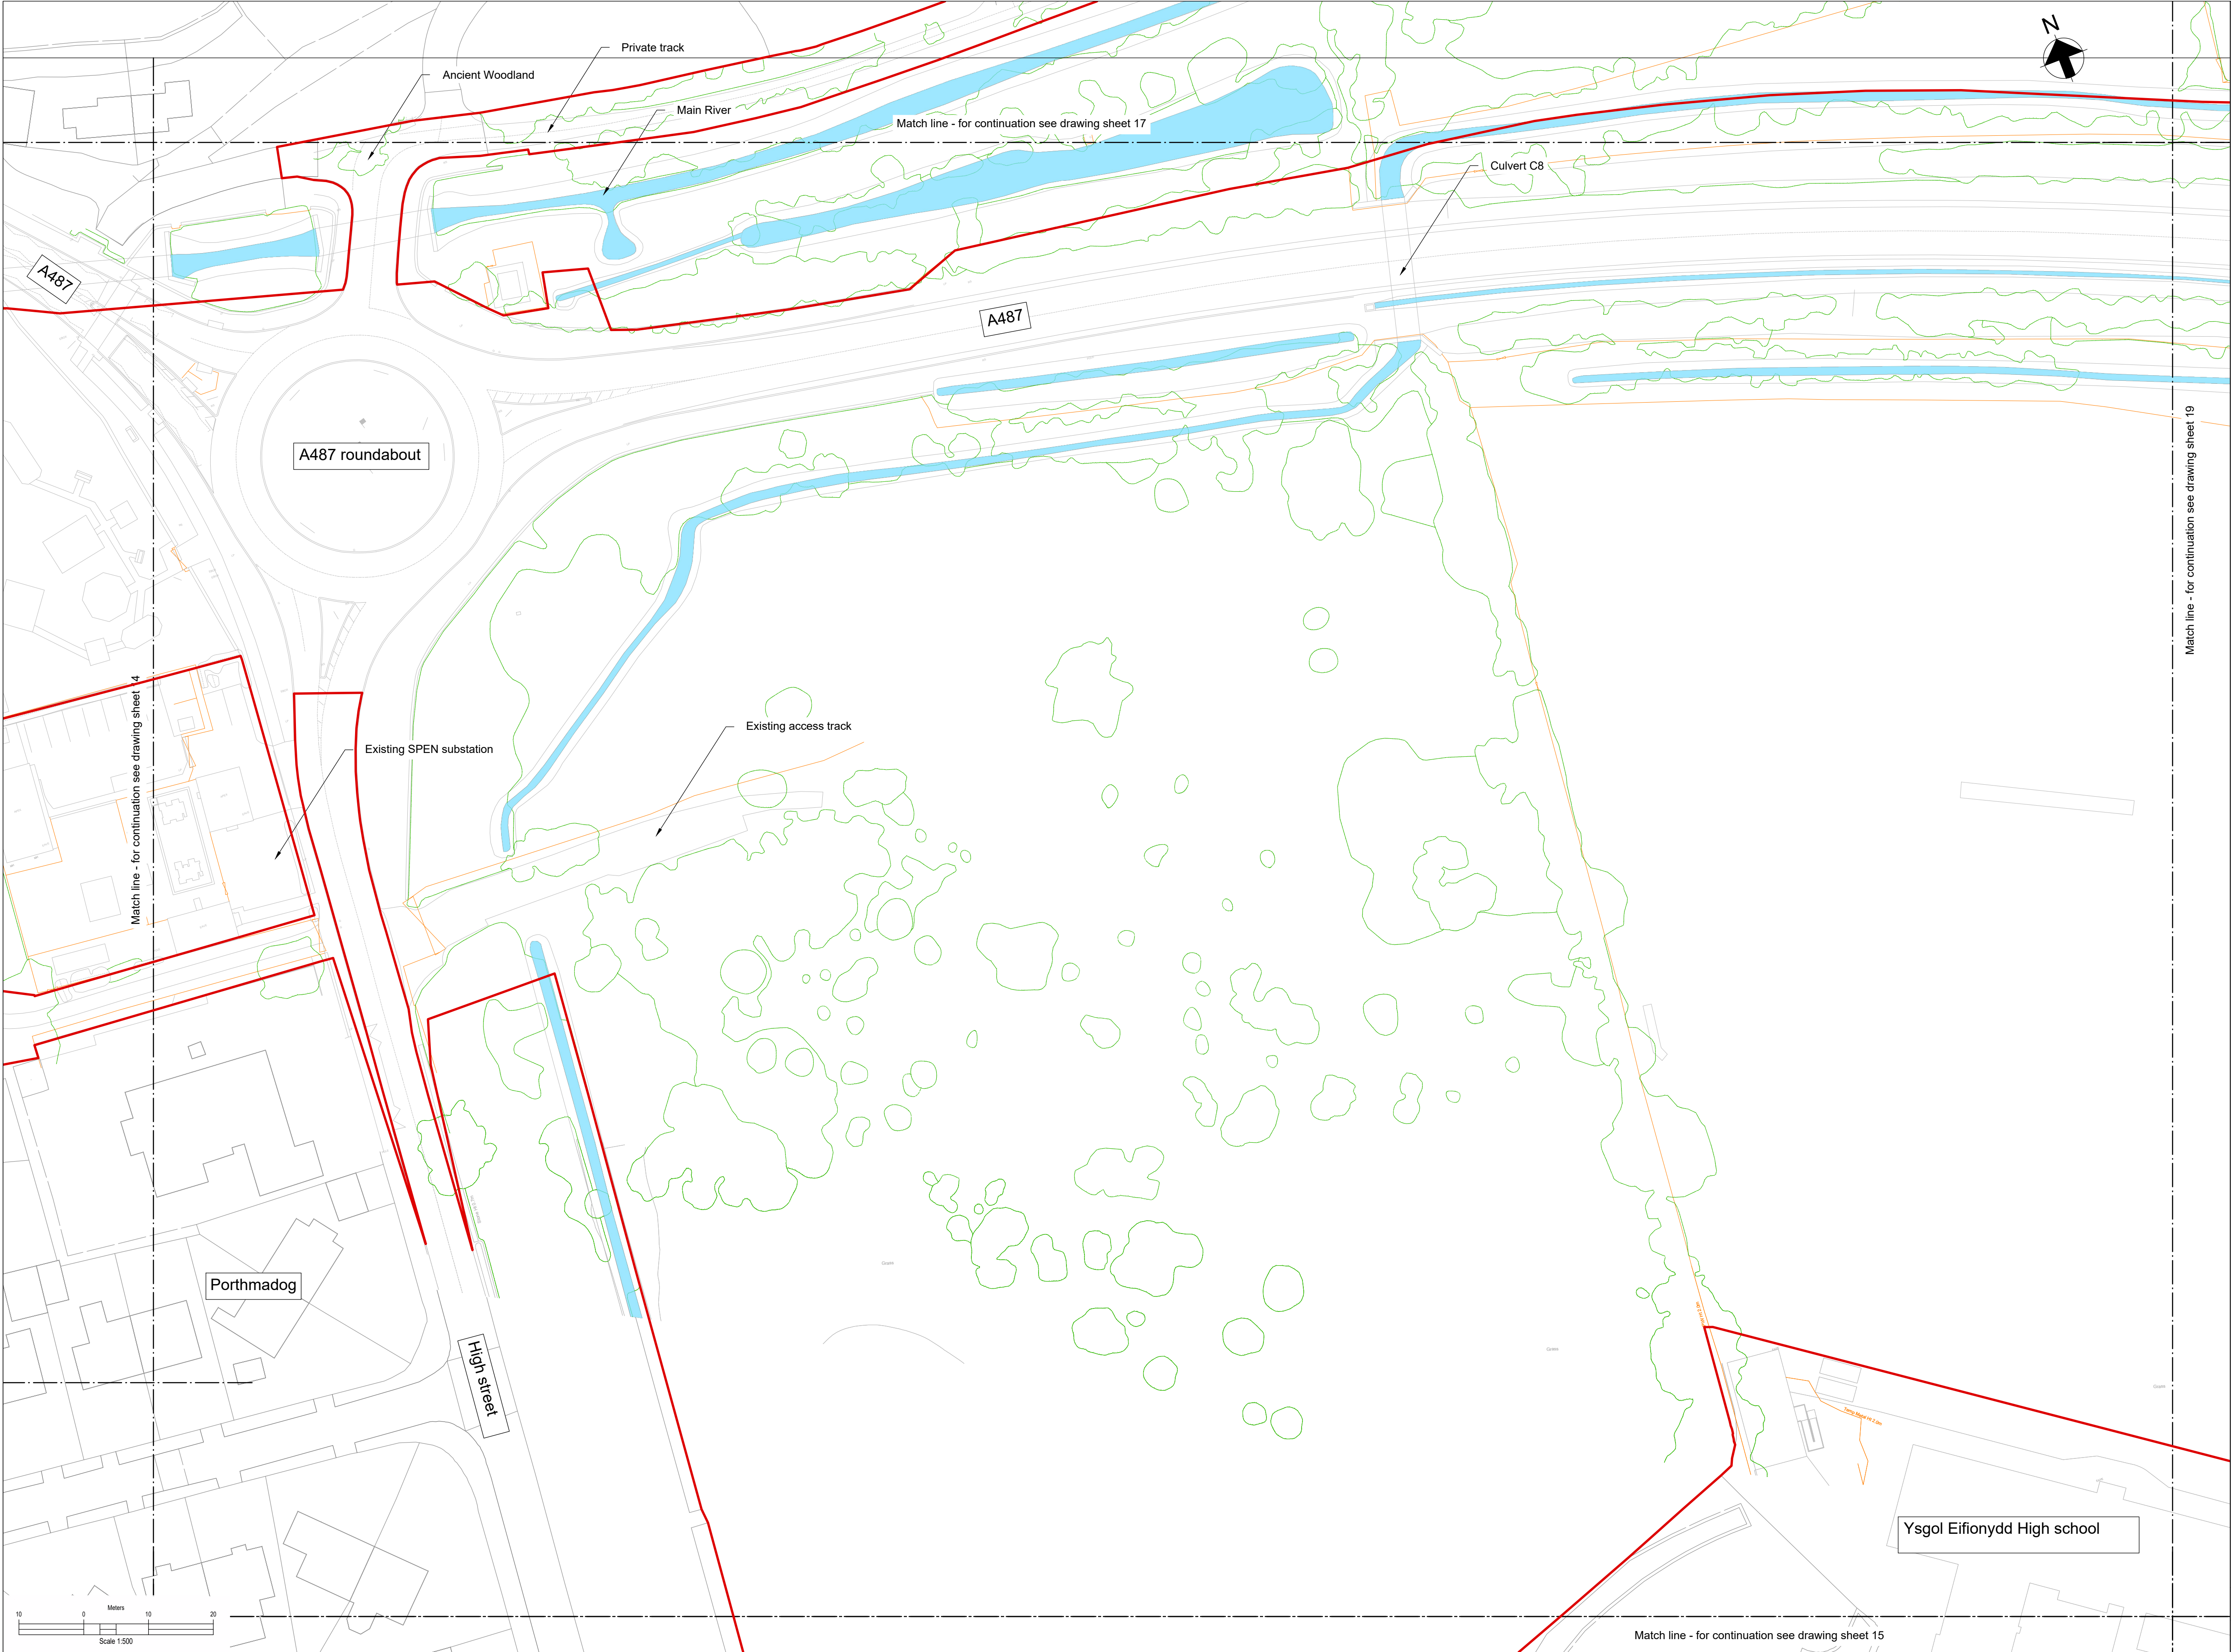 N
Private track
Ancient Woodland
Main River
Match line - for continuation see drawing sheet 17
Culvert C8
A487
A487
A487 roundabout
Match line - for continuation see drawing sheet 19
Match line - for continuation see drawing sheet 14
Existing access track
Existing SPEN substation
Porthmadog
High street
Ysgol Eifionydd High school
Match line - for continuation see drawing sheet 15
Meters
10 0 10 20
Scale 1:500